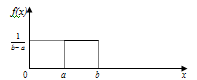 f(x)
1/(b-a)
0 a b x